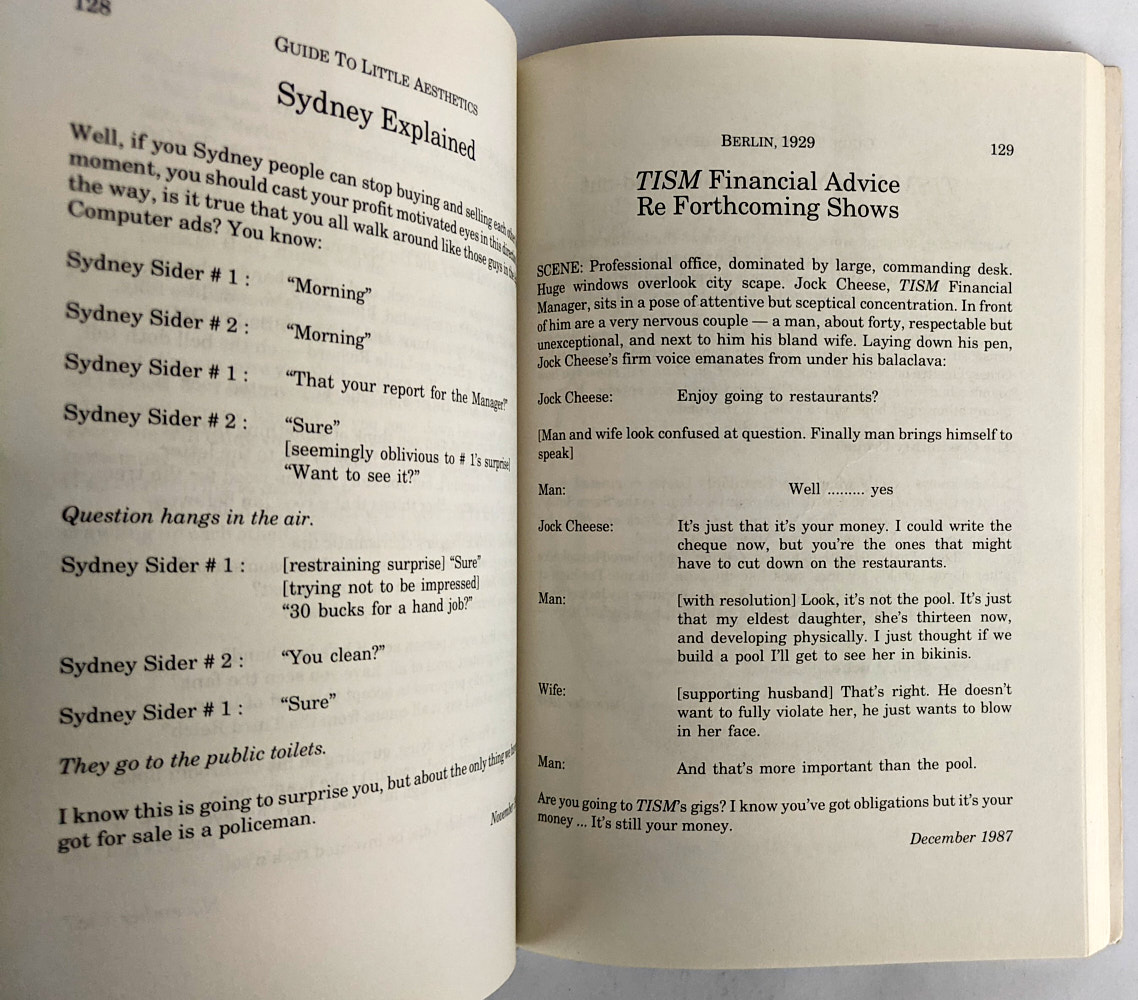 128
GUIDE TO LITTLE AESTHETICS
Sydney Explained
Well, if you Sydney people can stop buying and selling each other
moment, you should cast your profit motivated eyes in this
the way, is it true that you all walk around like those guys in the
Computer ads? You know:
Sydney Sider # 1 : “Morning”
Sydney Sider # 2 : “Morning”
Sydney Sider # 1 : “That your report for the Manager?”
Sydney Sider # 2 : “Sure”
[seemingly oblivious to # 1's surprise]
“Want to see it?”
Question hangs in the air.
Sydney Sider # 1 : [restraining surprise] “Sure”
[trying not to be impressed]
“30 bucks for a hand job?”
Sydney Sider # 2 : “You clean?”
Sydney Sider # 1 : “Sure”
They go to the public toilets.
I know this is going to surprise you, but about the only thing we
got for sale is a policeman.
BERLIN, 1929
129
TISM Financial Advice
Re Forthcoming Shows
SCENE: Professional office, dominated by large, commanding desk.
Huge windows overlook city scape. Jock Cheese, TISM Financial
Manager, sits in a pose of attentive but sceptical concentration. In front
of him are a very nervous couple — a man, about forty, respectable but
unexceptional, and next to him his bland wife. Laying down his pen,
Jock Cheese's firm voice emanates from under his balaclava:
Jock Cheese: Enjoy going to restaurants?
[Man and wife look confused at question. Finally man brings himself to
speak]
Man: Well ......... yes
Jock Cheese: It's just that it's your money. I could write the
cheque now, but you're the ones that might
have to cut down on the restaurants.
Man: [with resolution] Look, it's not the pool. It's just
that my eldest daughter, she's thirteen now,
and developing physically. I just thought if we
build a pool I'll get to see her in bikinis.
Wife: [supporting husband] That's right. He doesn't
want to fully violate her, he just wants to blow
in her face.
Man: And that's more important than the pool.
Are you going to TISM's gigs? I know you've got obligations but it's your
money ... It's still your money.
December 1987